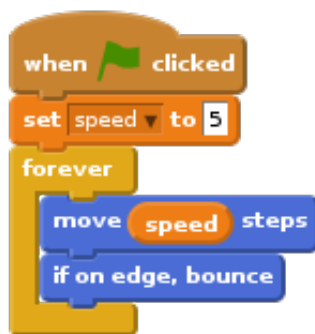 when clicked
set speed to 5
forever
move speed steps
if on edge, bounce